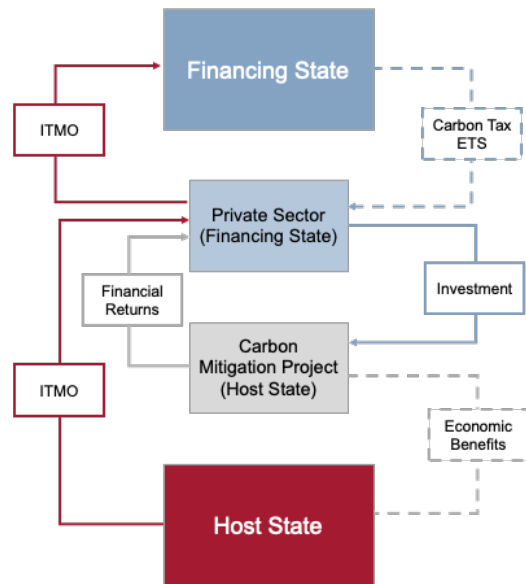 Financing State
ITMO
Carbon Tax
ETS
Private Sector
(Financing State)
Financial
Returns
Investment
Carbon
Mitigation Project
(Host State)
ITMO
Economic
Benefits
Host State